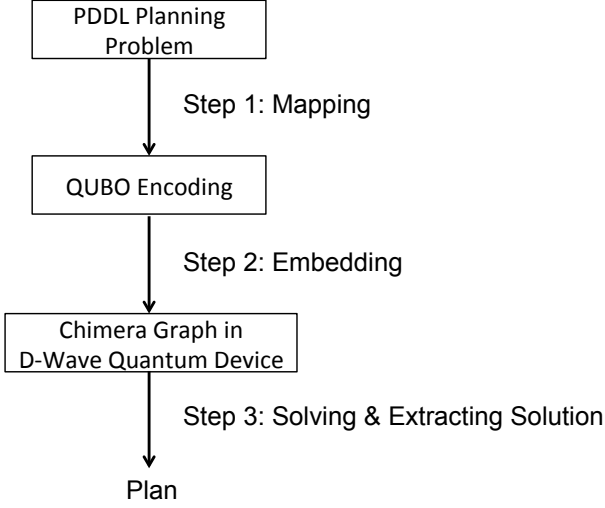 PDDL Planning
Problem
Step 1: Mapping
QUBO Encoding
Step 2: Embedding
Chimera Graph in
D-Wave Quantum Device
Step 3: Solving & Extracting Solution
Plan